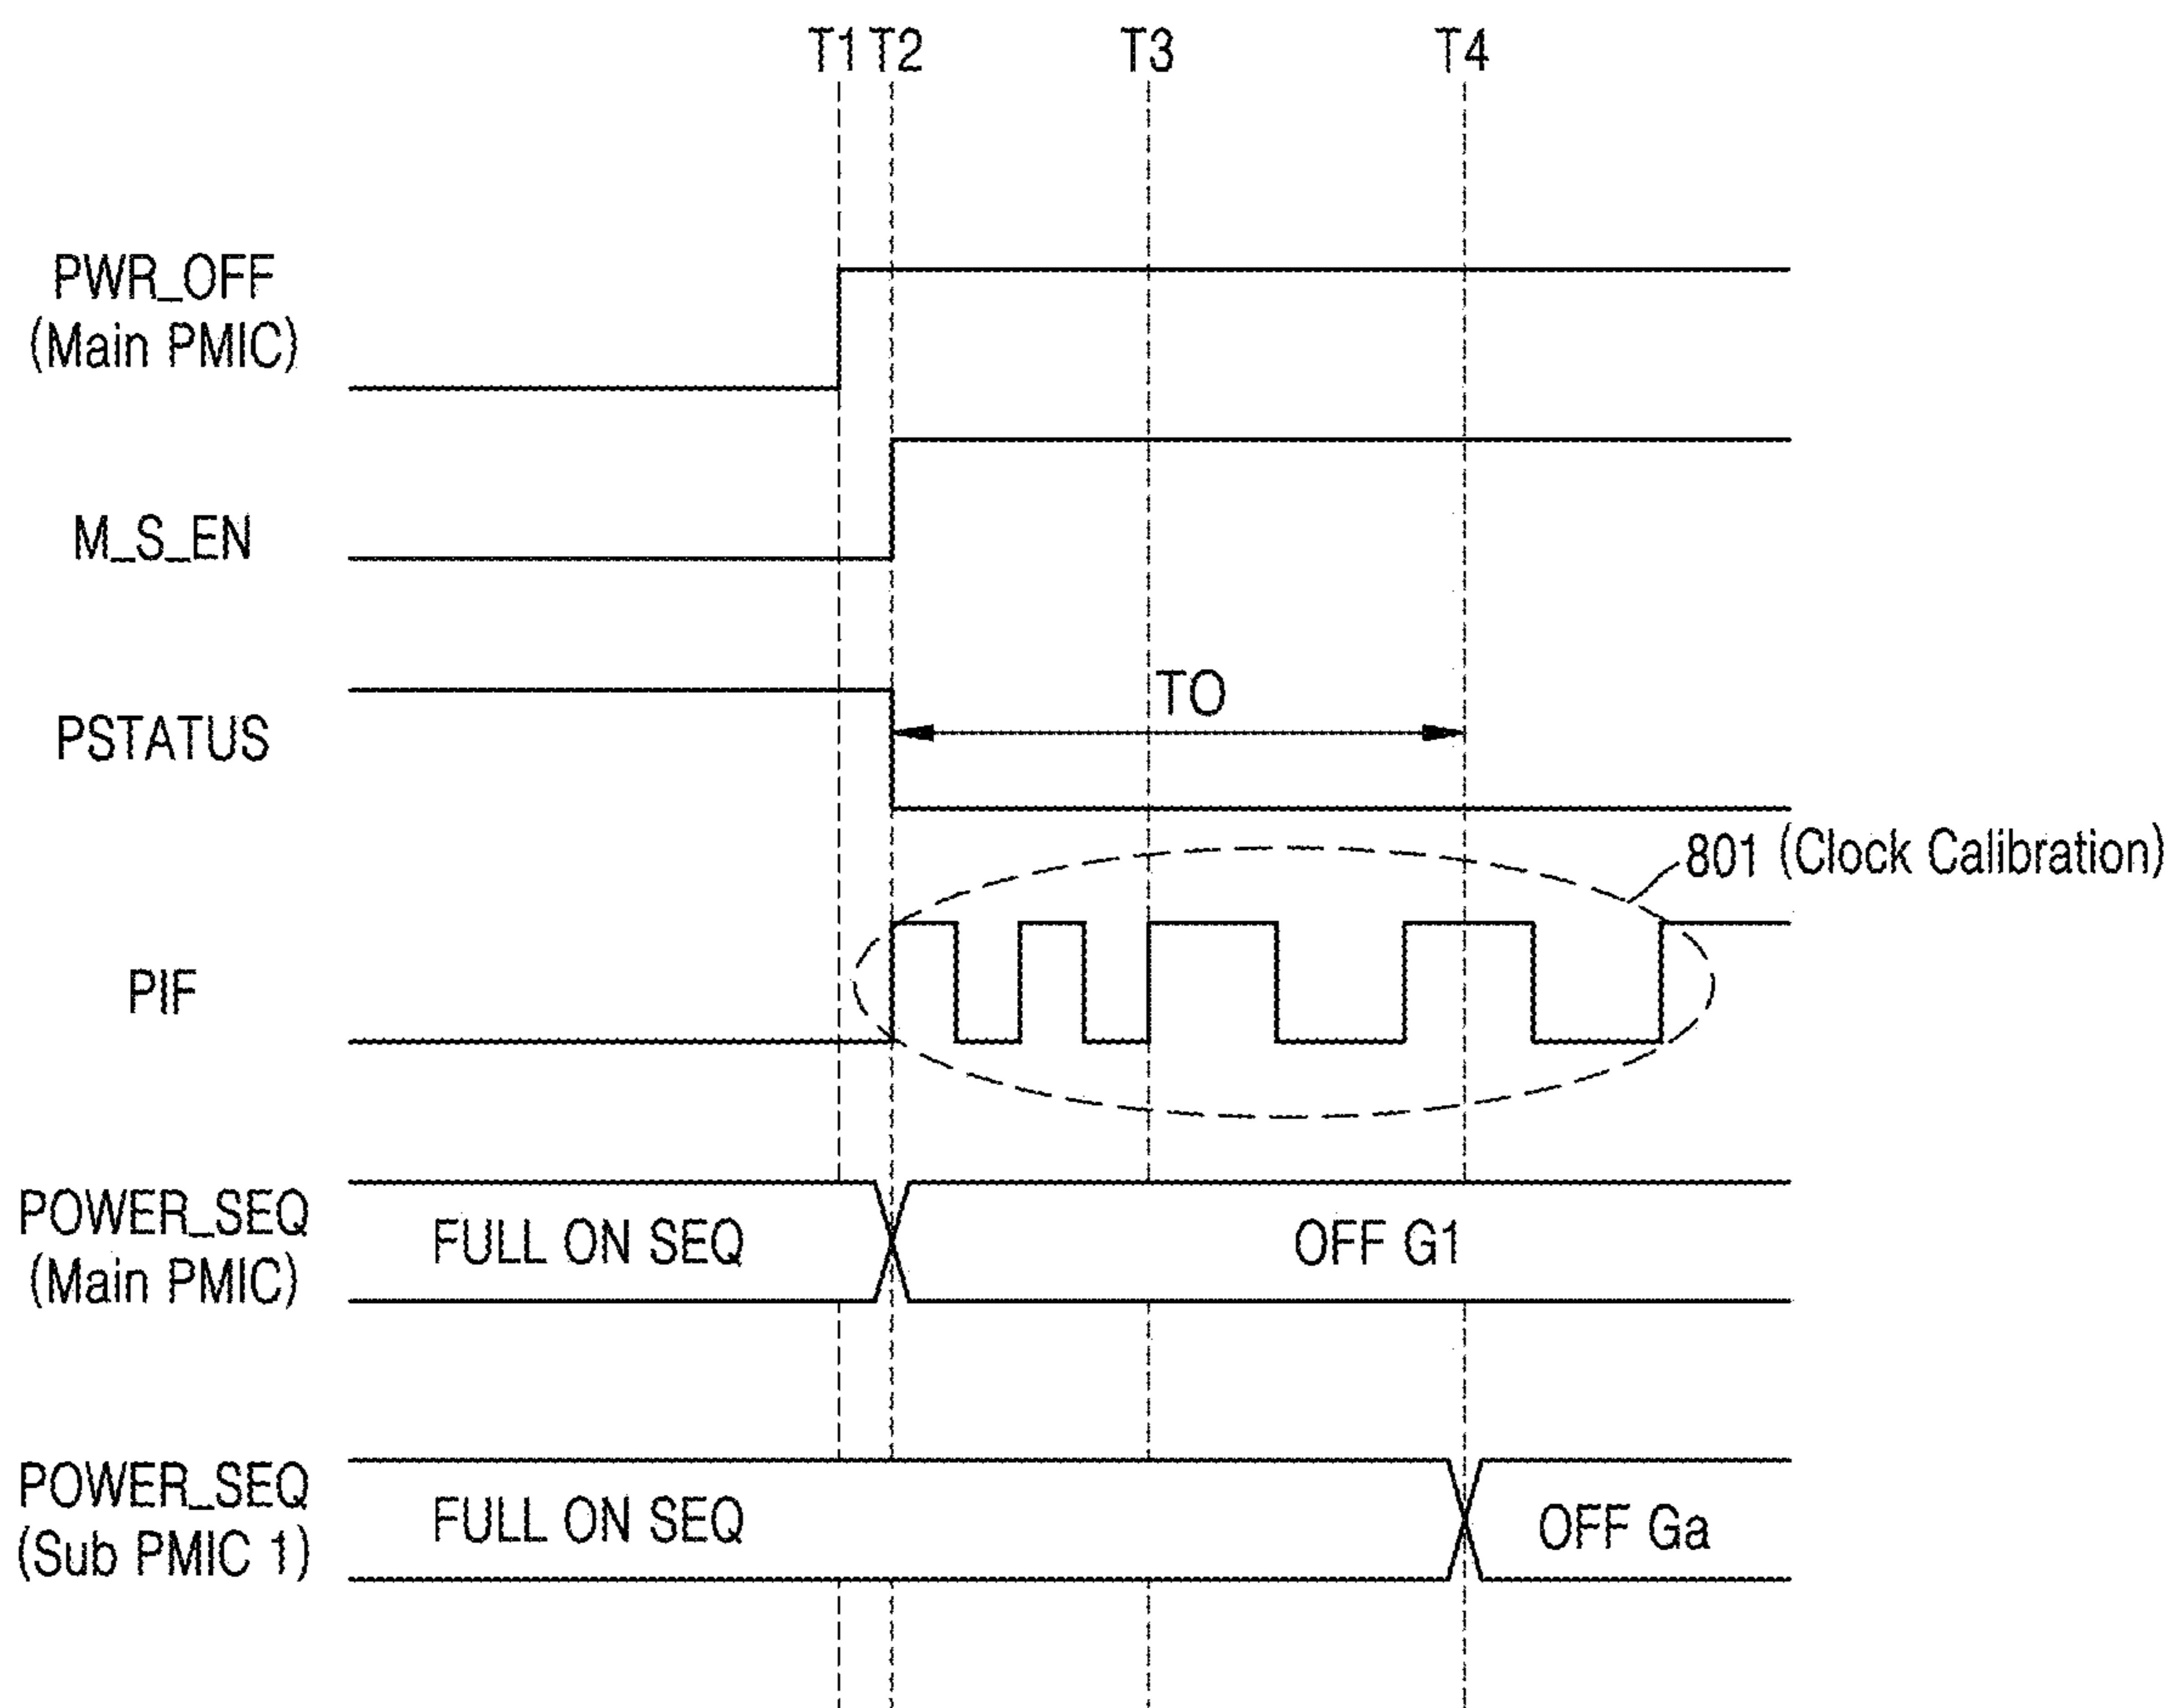 T1 T2 T3 T4
PWR_OFF
(Main PMIC)
M_S_EN
PSTATUS
TO
801 (Clock Calibration)
PIF
POWER_SEQ
(Main PMIC)
FULL ON SEQ
OFF G1
POWER_SEQ
(Sub PMIC 1)
FULL ON SEQ
OFF Ga